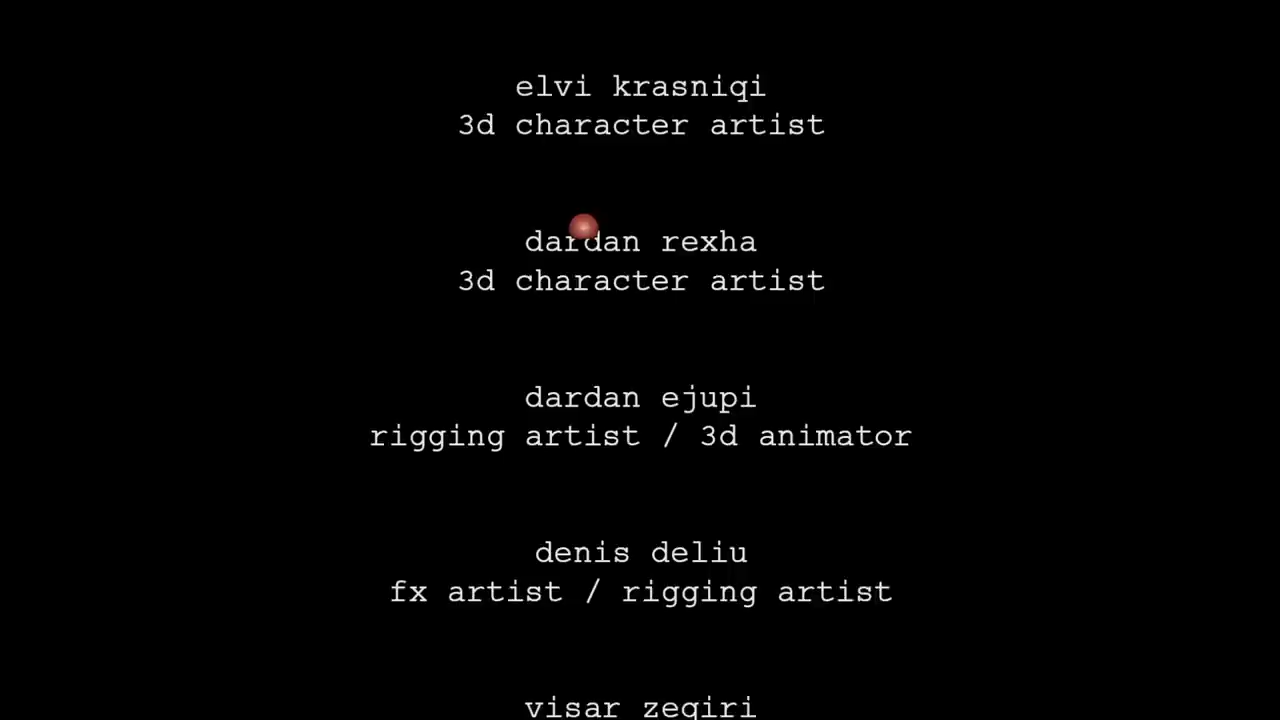 elvi krasniqi
3d character artist
dardan rexha
3d character artist
dardan ejupi
rigging artist / 3d animator
denis deliu
fx artist / rigging artist
visar zeqiri